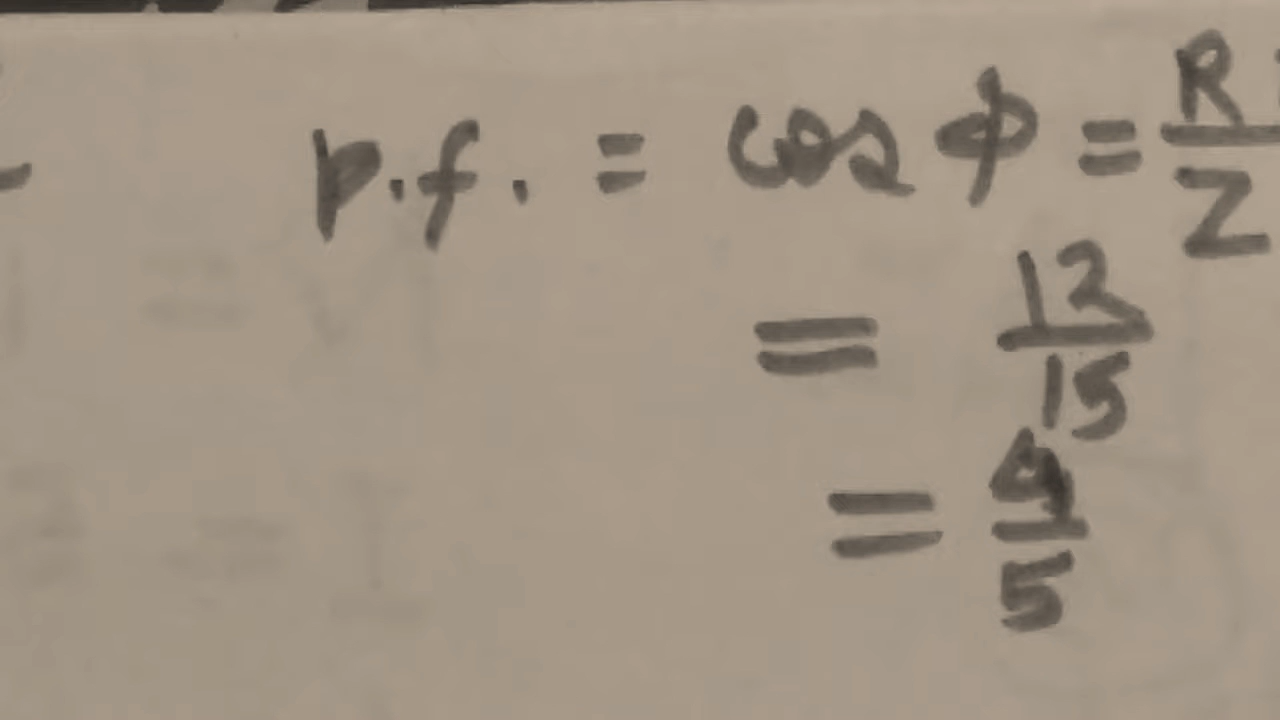 p.f. = cos φ = R/Z
= 12/15
= 4/5